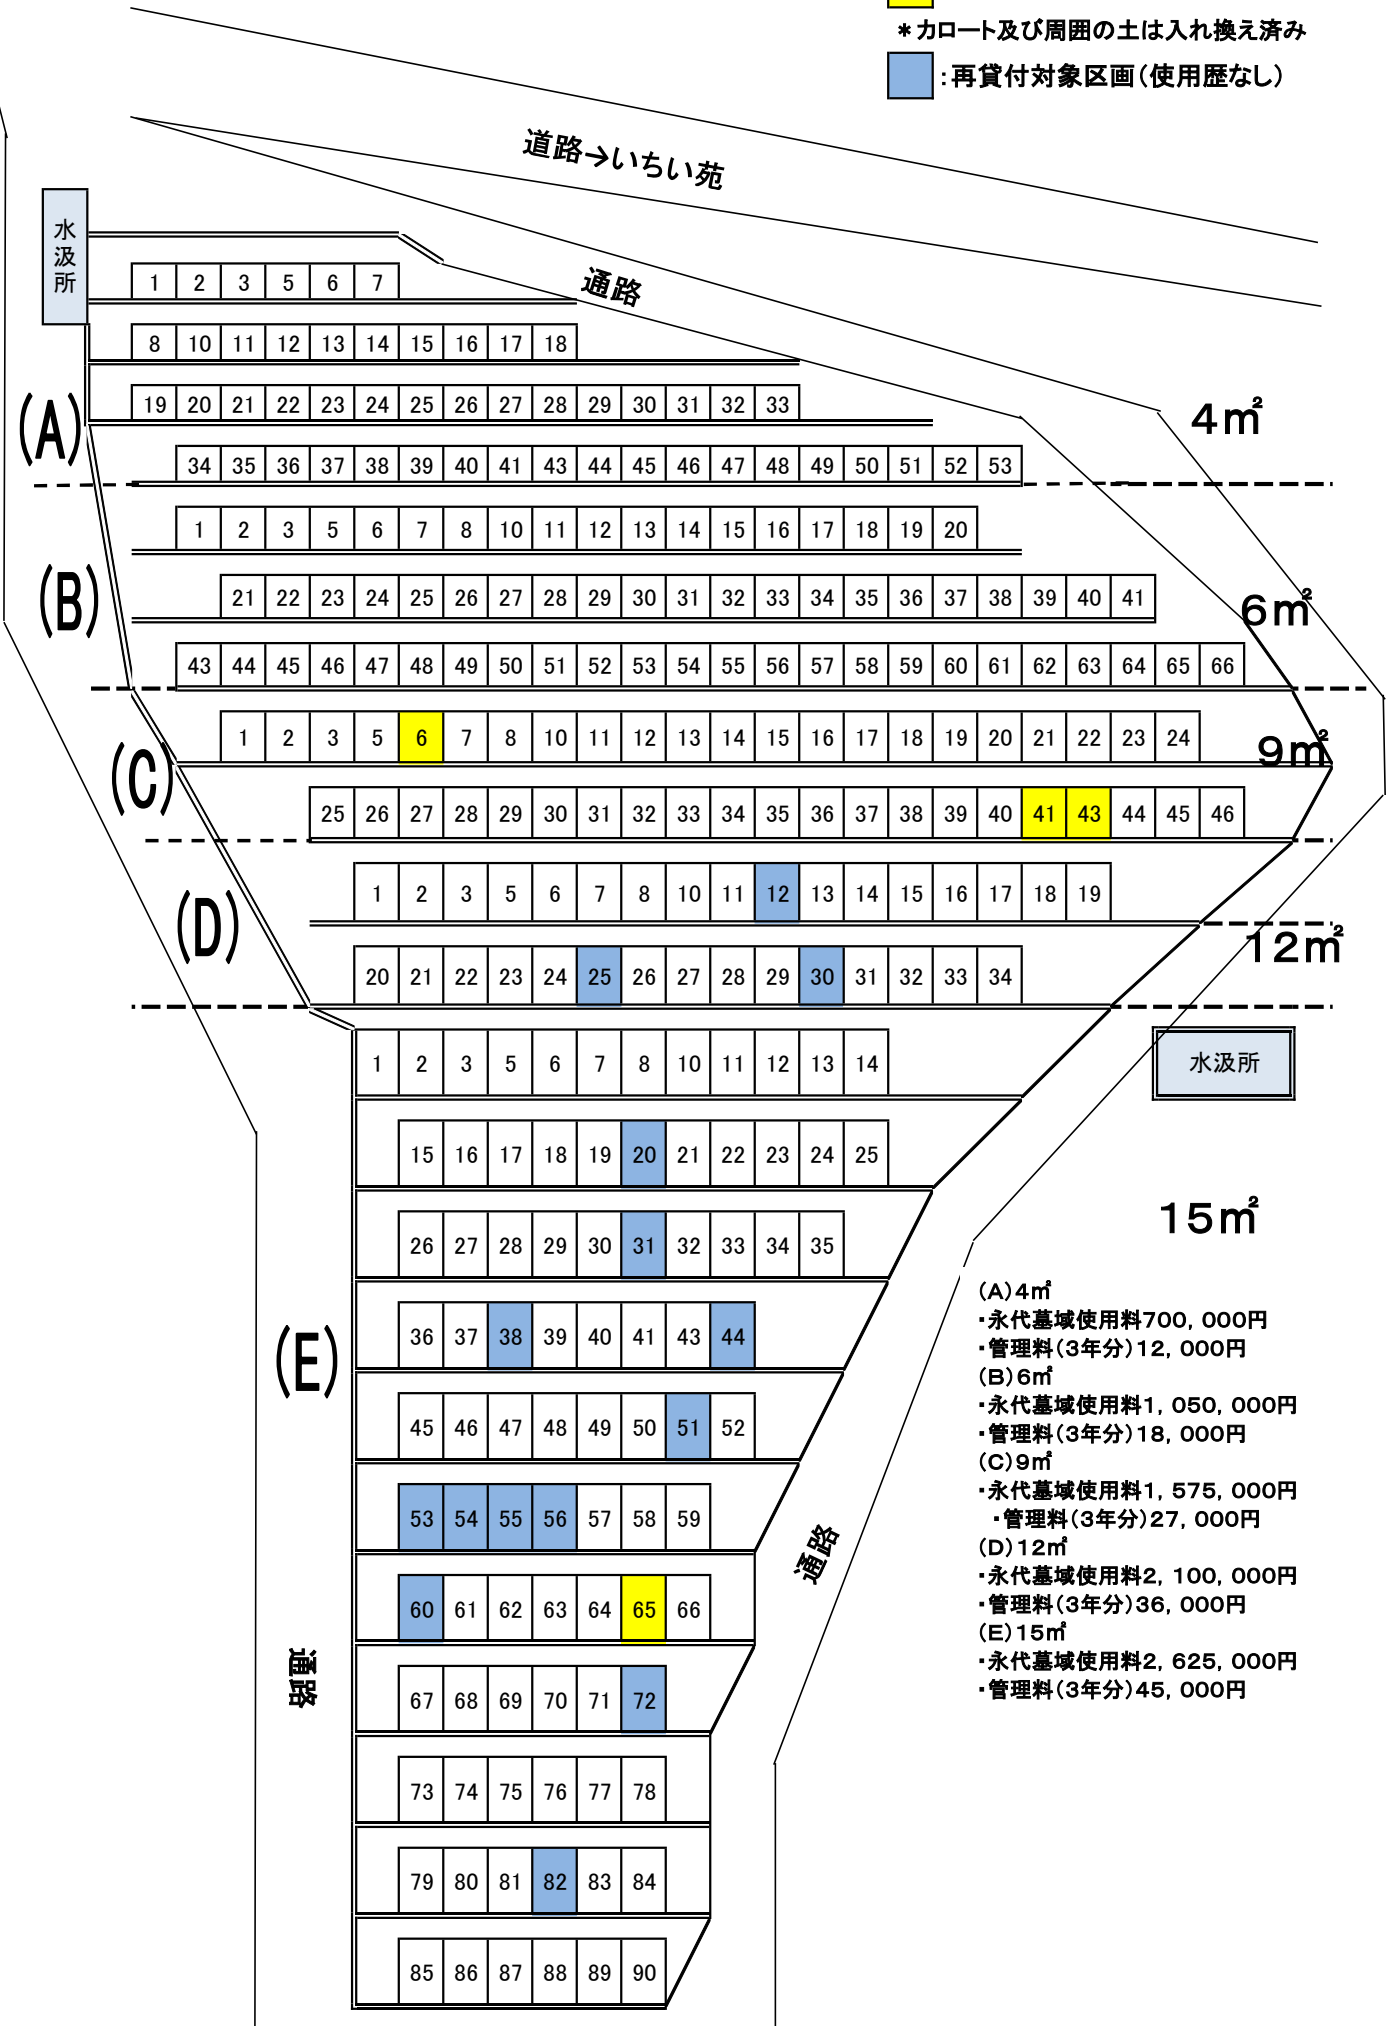 *カロート及び周囲の土は入れ換え済み
:再貸付対象区画(使用歴なし)
道路→いちい苑
水汲所
通路
1 2 3 5 6 7
8 10 11 12 13 14 15 16 17 18
19 20 21 22 23 24 25 26 27 28 29 30 31 32 33
(A)
4㎡
34 35 36 37 38 39 40 41 43 44 45 46 47 48 49 50 51 52 53
1 2 3 5 6 7 8 10 11 12 13 14 15 16 17 18 19 20
(B)
21 22 23 24 25 26 27 28 29 30 31 32 33 34 35 36 37 38 39 40 41
6㎡
43 44 45 46 47 48 49 50 51 52 53 54 55 56 57 58 59 60 61 62 63 64 65 66
1 2 3 5 6 7 8 10 11 12 13 14 15 16 17 18 19 20 21 22 23 24
9㎡
(C)
25 26 27 28 29 30 31 32 33 34 35 36 37 38 39 40 41 43 44 45 46
1 2 3 5 6 7 8 10 11 12 13 14 15 16 17 18 19
(D)
12㎡
20 21 22 23 24 25 26 27 28 29 30 31 32 33 34
1 2 3 5 6 7 8 10 11 12 13 14
水汲所
15 16 17 18 19 20 21 22 23 24 25
15㎡
26 27 28 29 30 31 32 33 34 35
36 37 38 39 40 41 43 44
(E)
45 46 47 48 49 50 51 52
53 54 55 56 57 58 59
通路
60 61 62 63 64 65 66
通路
67 68 69 70 71 72
73 74 75 76 77 78
79 80 81 82 83 84
85 86 87 88 89 90
(A)4㎡
・永代墓域使用料700,000円
・管理料(3年分)12,000円
(B)6㎡
・永代墓域使用料1,050,000円
・管理料(3年分)18,000円
(C)9㎡
・永代墓域使用料1,575,000円
・管理料(3年分)27,000円
(D)12㎡
・永代墓域使用料2,100,000円
・管理料(3年分)36,000円
(E)15㎡
・永代墓域使用料2,625,000円
・管理料(3年分)45,000円